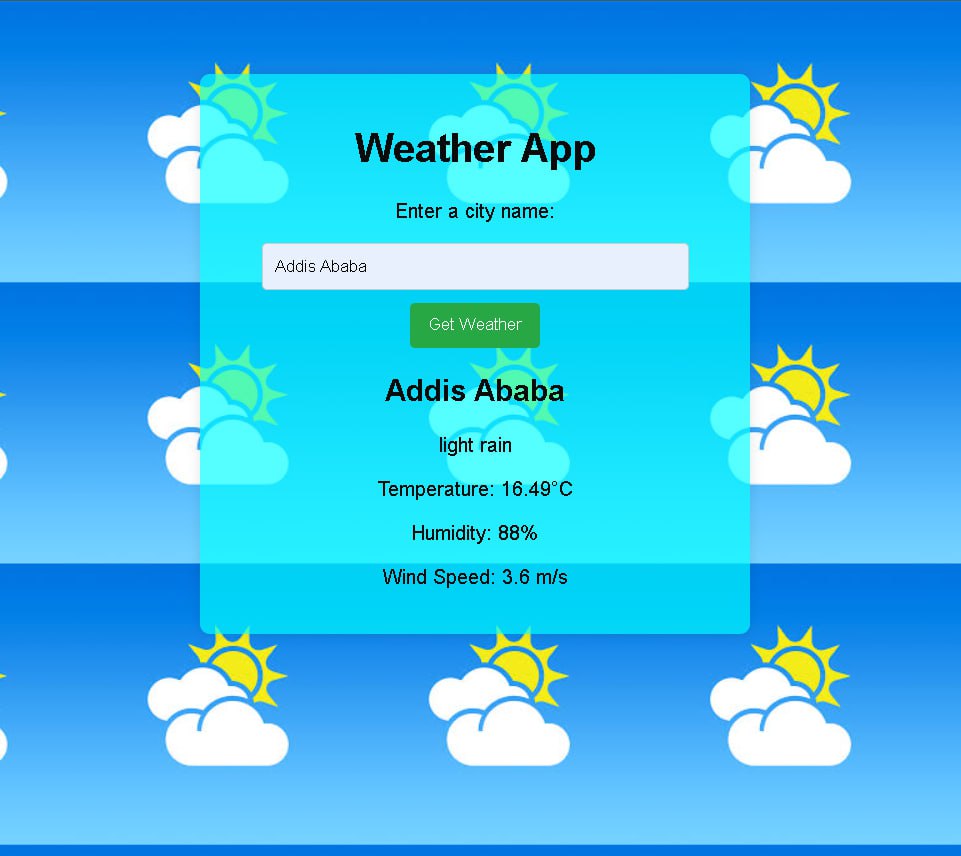 Weather App
Enter a city name:
Addis Ababa
Get Weather
Addis Ababa
light rain
Temperature: 16.49°C
Humidity: 88%
Wind Speed: 3.6 m/s